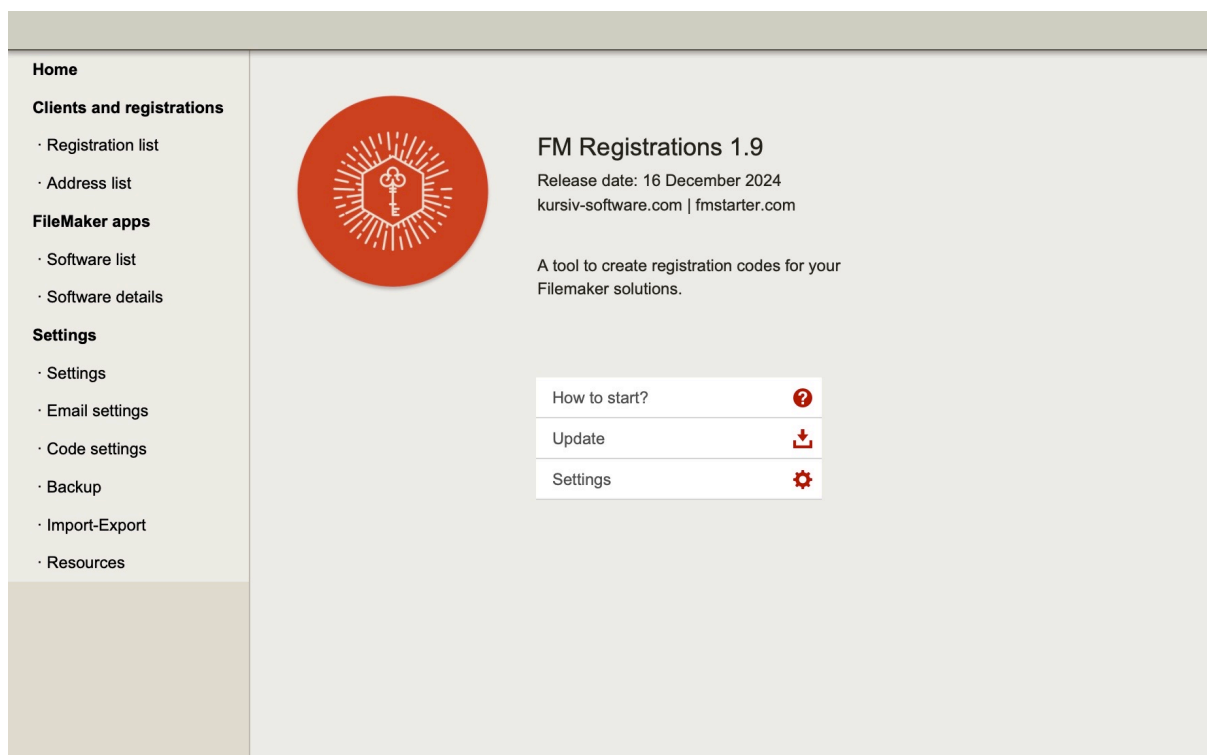 Home
Clients and registrations
· Registration list
· Address list
FileMaker apps
· Software list
· Software details
Settings
· Settings
· Email settings
· Code settings
· Backup
· Import-Export
· Resources
FM Registrations 1.9
Release date: 16 December 2024
kursiv-software.com | fmstarter.com
A tool to create registration codes for your
Filemaker solutions.
How to start?
Update
Settings